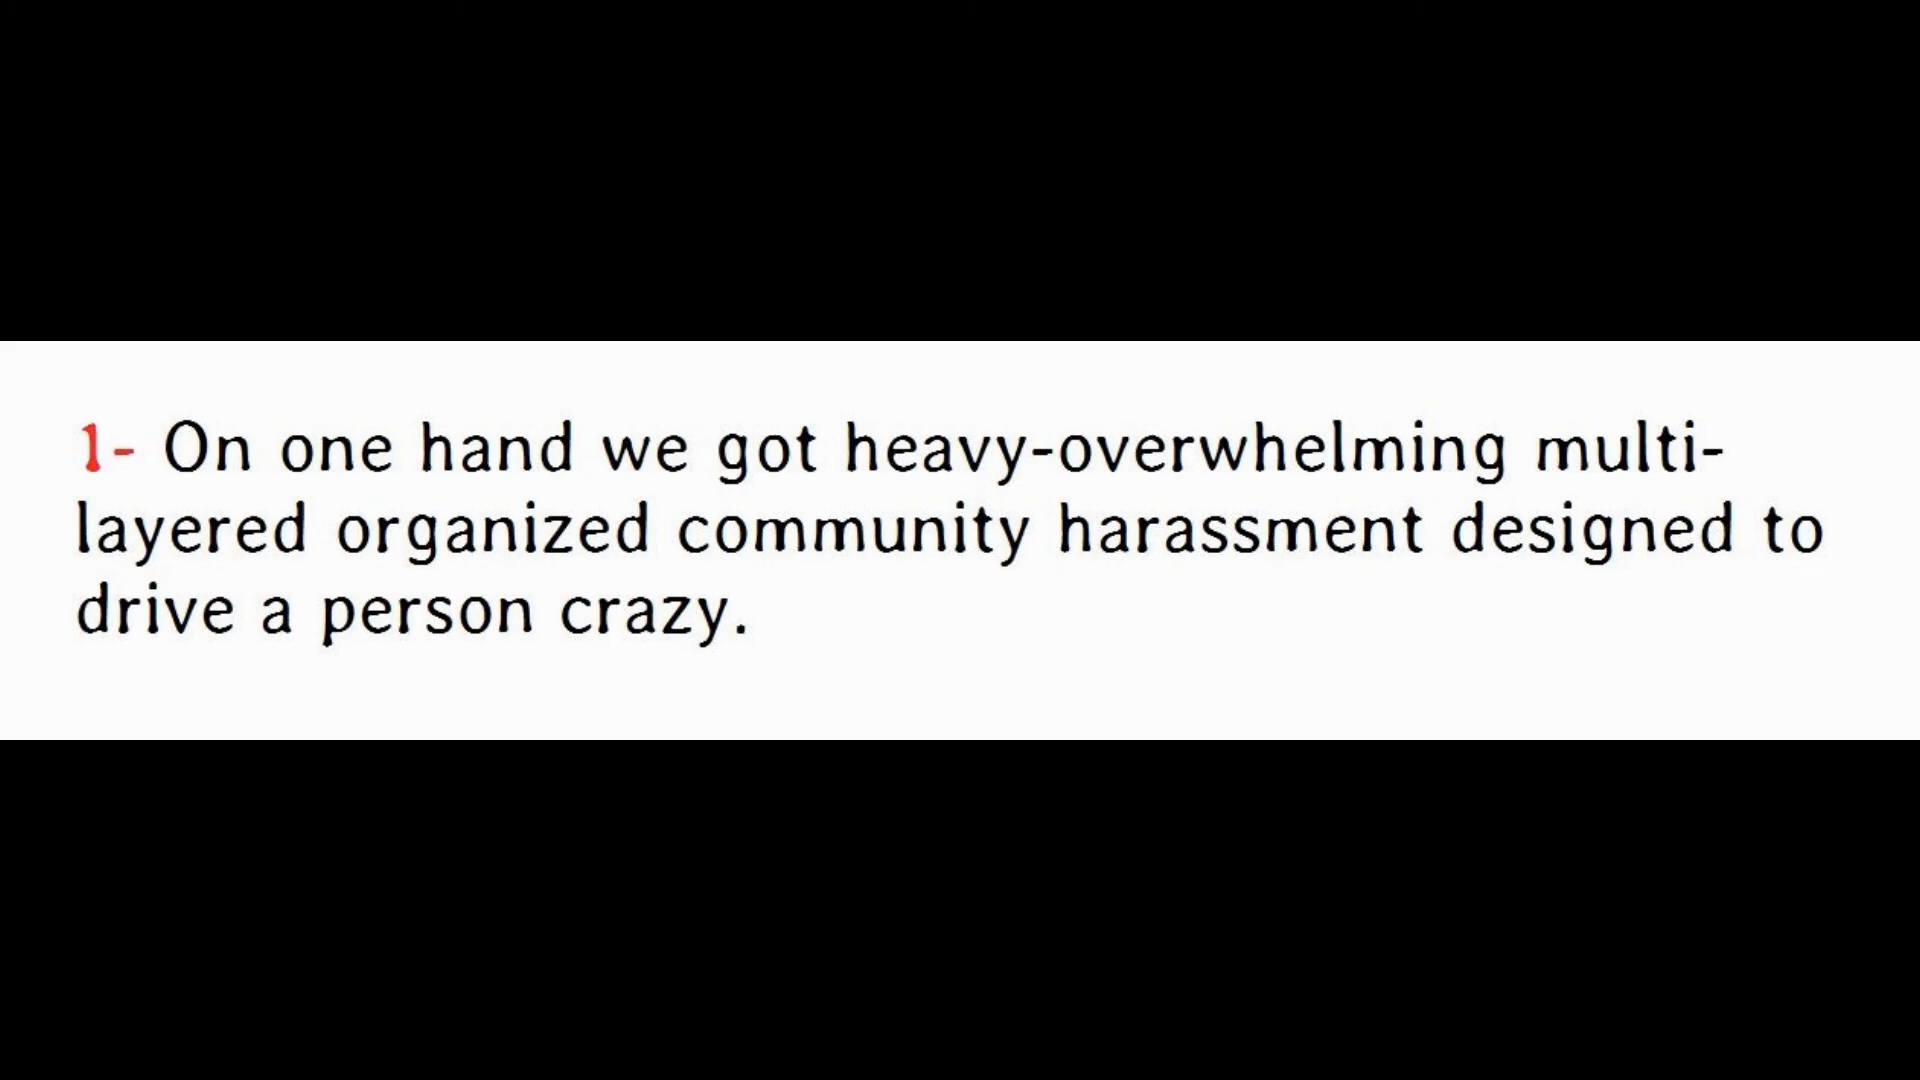 1- On one hand we got heavy-overwhelming multi-
layered organized community harassment designed to
drive a person crazy.